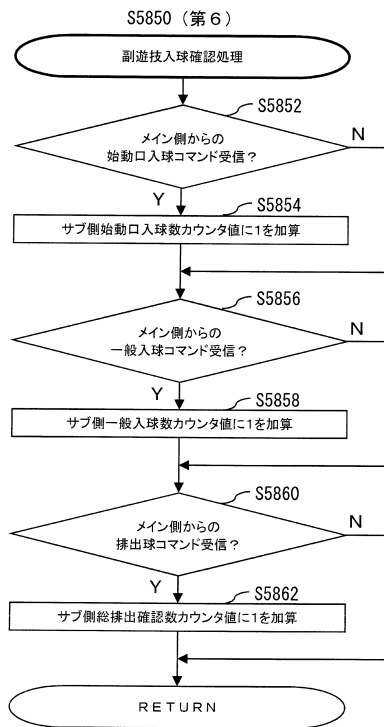 S5850（第６）
副遊技入球確認処理
S5852
メイン側からの
始動口入球コマンド受信？
N
Y
S5854
サブ側始動口入球数カウンタ値に1を加算
S5856
メイン側からの
一般入球コマンド受信？
N
Y
S5858
サブ側一般入球数カウンタ値に1を加算
S5860
メイン側からの
排出球コマンド受信？
N
Y
S5862
サブ側総排出確認数カウンタ値に1を加算
RETURN